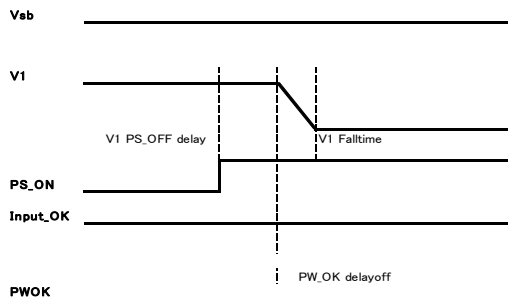 Vsb
V1
V1 PS_OFF delay
V1 Falltime
PS_ON
Input_OK
PW_OK delayoff
PWOK